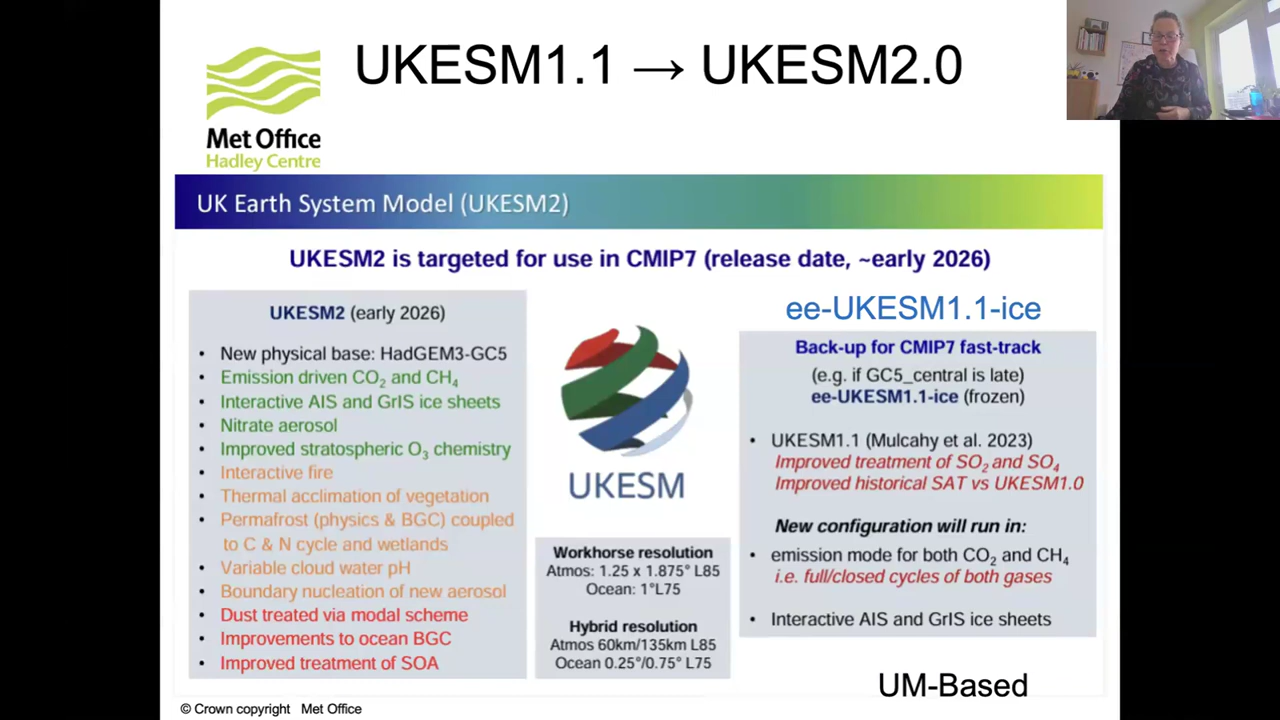 UKESM1.1 → UKESM2.0
Met Office
Hadley Centre
UK Earth System Model (UKESM2)
UKESM2 is targeted for use in CMIP7 (release date, ~early 2026)
UKESM2 (early 2026)
• New physical base: HadGEM3-GC5
• Emission driven CO₂ and CH₄
• Interactive AIS and GrIS ice sheets
• Nitrate aerosol
• Improved stratospheric O₃ chemistry
• Interactive fire
• Thermal acclimation of vegetation
• Permafrost (physics & BGC) coupled
to C & N cycle and wetlands
• Variable cloud water pH
• Boundary nucleation of new aerosol
• Dust treated via modal scheme
• Improvements to ocean BGC
• Improved treatment of SOA
UKESM
Workhorse resolution
Atmos: 1.25 x 1.875° L85
Ocean: 1°L75
Hybrid resolution
Atmos 60km/135km L85
Ocean 0.25°/0.75° L75
ee-UKESM1.1-ice
Back-up for CMIP7 fast-track
(e.g. if GC5_central is late)
ee-UKESM1.1-ice (frozen)
• UKESM1.1 (Mulcahy et al. 2023)
Improved treatment of SO₂ and SO₄
Improved historical SAT vs UKESM1.0
New configuration will run in:
• emission mode for both CO₂ and CH₄
i.e. full/closed cycles of both gases
• Interactive AIS and GrIS ice sheets
UM-Based
© Crown copyright Met Office